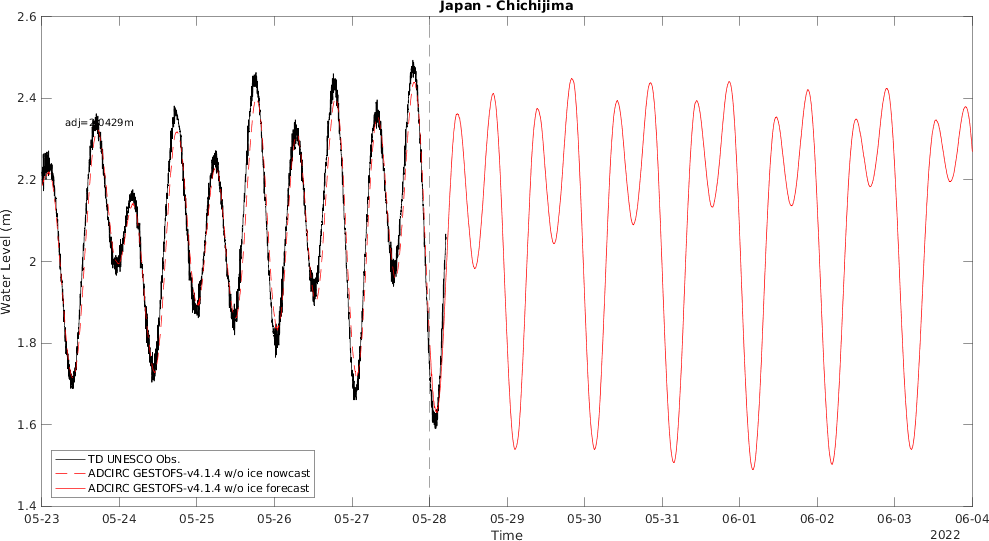 Japan - Chichijima
2.6
2.4
2.2
2
1.8
1.6
1.4
Water Level (m)
adj=2.0429m
TD UNESCO Obs.
ADCIRC GESTOFS-v4.1.4 w/o ice nowcast
ADCIRC GESTOFS-v4.1.4 w/o ice forecast
05-23 05-24 05-25 05-26 05-27 05-28 05-29 05-30 05-31 06-01 06-02 06-03 06-04
Time
2022